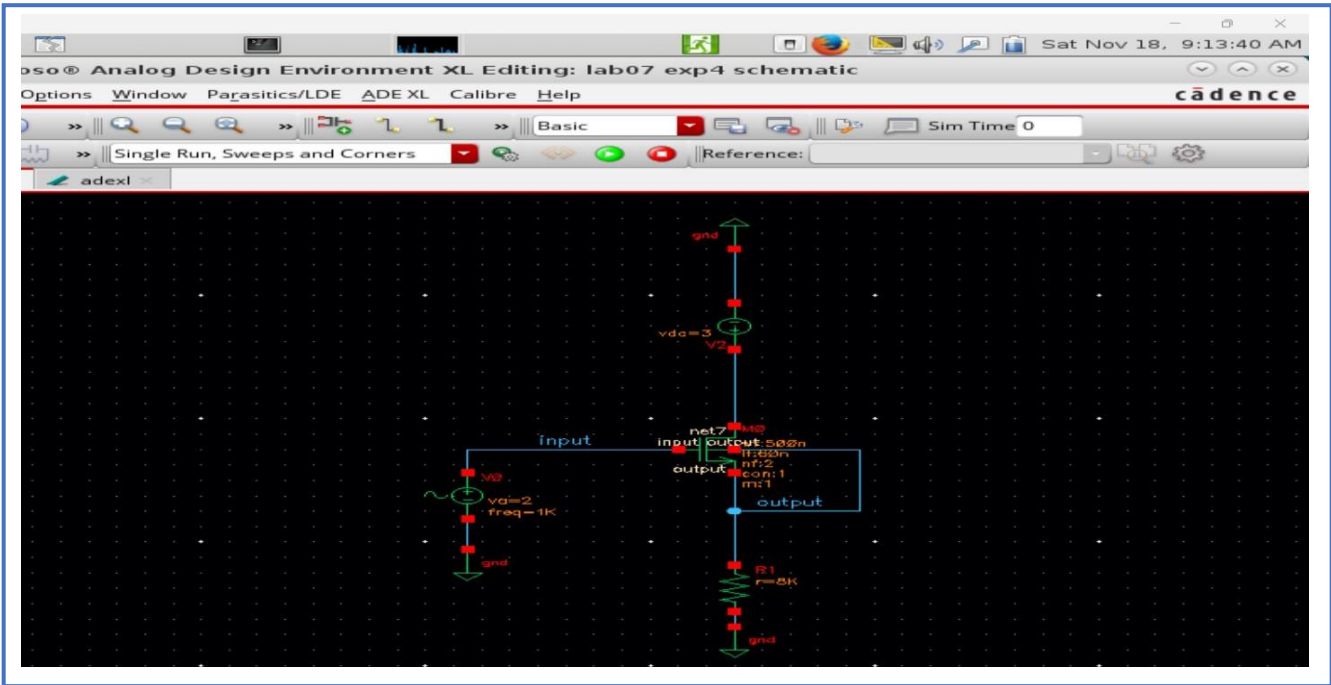 Sat Nov 18, 9:13:40 AM
oso® Analog Design Environment XL Editing: lab07 exp4 schematic
Options Window Parasitics/LDE ADE XL Calibre Help cādence
» » » Basic Sim Time 0
» Single Run, Sweeps and Corners Reference:
adexl
gnd
vdc=3
V2
net7 M0
input input output w:500n
l:60n
output nf:2
con:1
m:1
V0
va=2
freq=1K
output
gnd
R1
r=8K
gnd